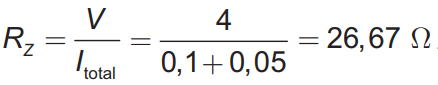 R_Z = V / I_total = 4 / (0,1 + 0,05) = 26,67 Ω